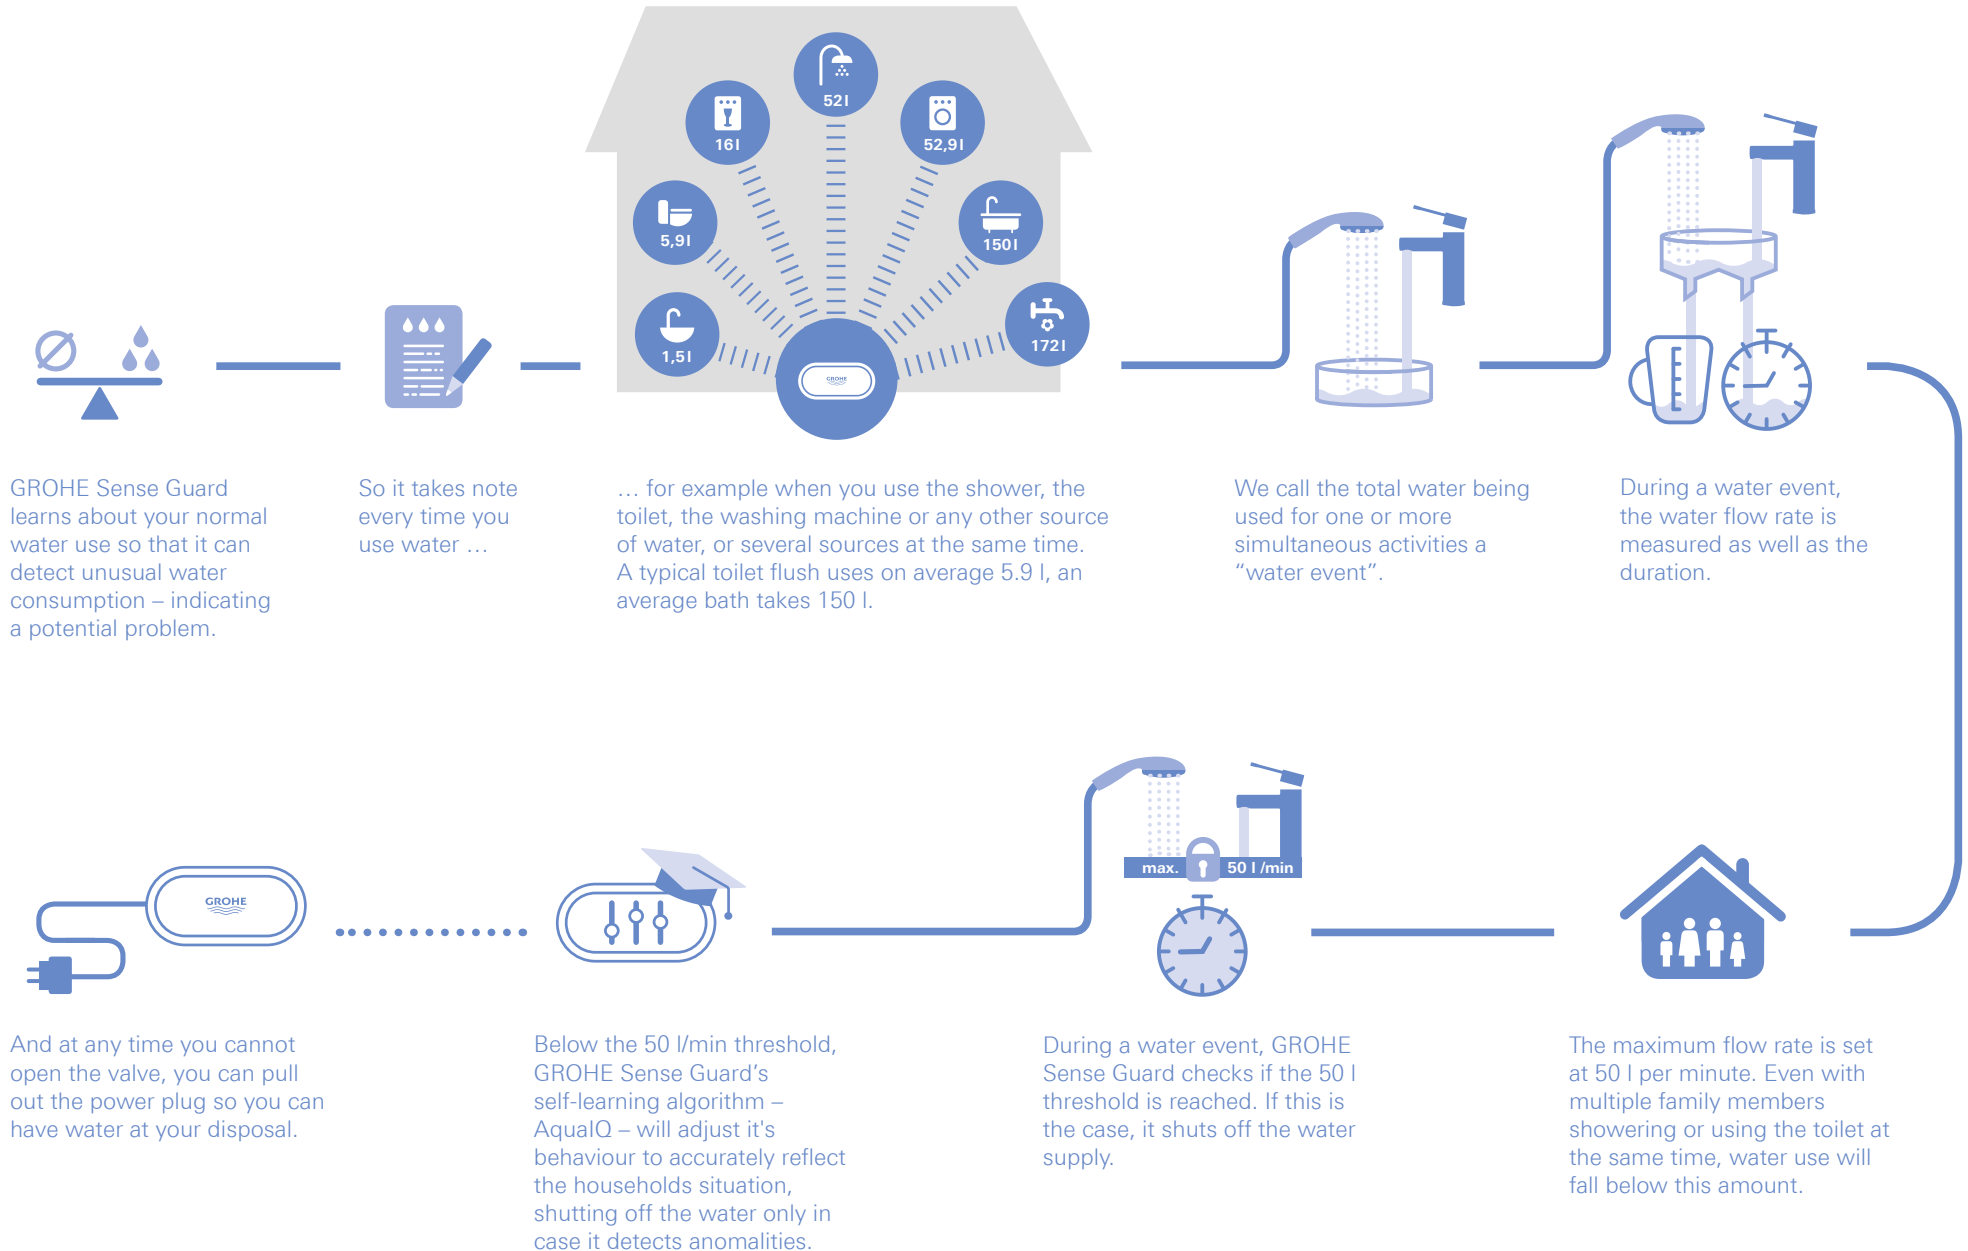 52 l
16 l
52,9 l
5,9 l
150 l
1,5 l
172 l
GROHE
GROHE Sense Guard
learns about your normal
water use so that it can
detect unusual water
consumption – indicating
a potential problem.
So it takes note
every time you
use water …
… for example when you use the shower, the
toilet, the washing machine or any other source
of water, or several sources at the same time.
A typical toilet flush uses on average 5.9 l, an
average bath takes 150 l.
We call the total water being
used for one or more
simultaneous activities a
“water event”.
During a water event,
the water flow rate is
measured as well as the
duration.
The maximum flow rate is set
at 50 l per minute. Even with
multiple family members
showering or using the toilet at
the same time, water use will
fall below this amount.
max. 50 l /min
During a water event, GROHE
Sense Guard checks if the 50 l
threshold is reached. If this is
the case, it shuts off the water
supply.
Below the 50 l/min threshold,
GROHE Sense Guard’s
self-learning algorithm –
AquaIQ – will adjust it's
behaviour to accurately reflect
the households situation,
shutting off the water only in
case it detects anomalities.
GROHE
And at any time you cannot
open the valve, you can pull
out the power plug so you can
have water at your disposal.